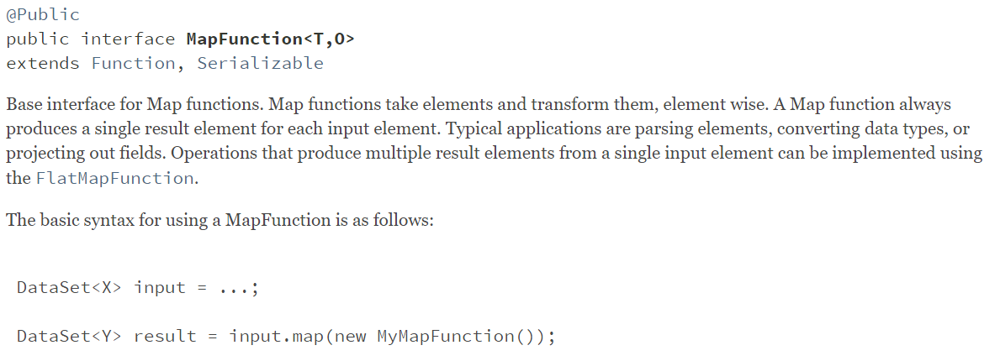 @Public
public interface MapFunction<T,O>
extends Function, Serializable
Base interface for Map functions. Map functions take elements and transform them, element wise. A Map function always
produces a single result element for each input element. Typical applications are parsing elements, converting data types, or
projecting out fields. Operations that produce multiple result elements from a single input element can be implemented using
the FlatMapFunction.
The basic syntax for using a MapFunction is as follows:
DataSet<X> input = ...;
DataSet<Y> result = input.map(new MyMapFunction());